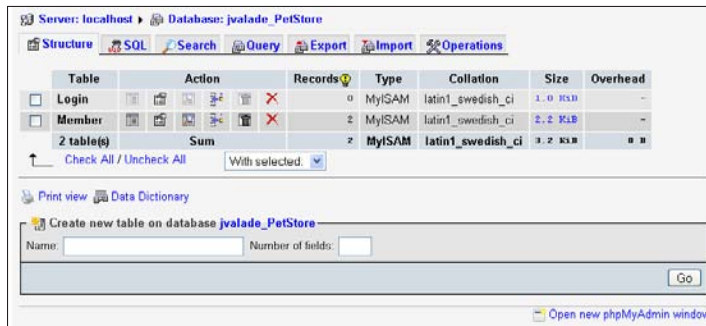 Server: localhost ▸ Database: jvalade_PetStore
Structure SQL Search Query Export Import Operations
Table Action Records Type Collation Size Overhead
Login 0 MyISAM latin1_swedish_ci 1.0 KiB -
Member 2 MyISAM latin1_swedish_ci 2.2 KiB -
2 table(s) Sum 2 MyISAM latin1_swedish_ci 3.2 KiB 0 B
Check All / Uncheck All With selected:
Print view Data Dictionary
Create new table on database jvalade_PetStore
Name: Number of fields:
Go
Open new phpMyAdmin window